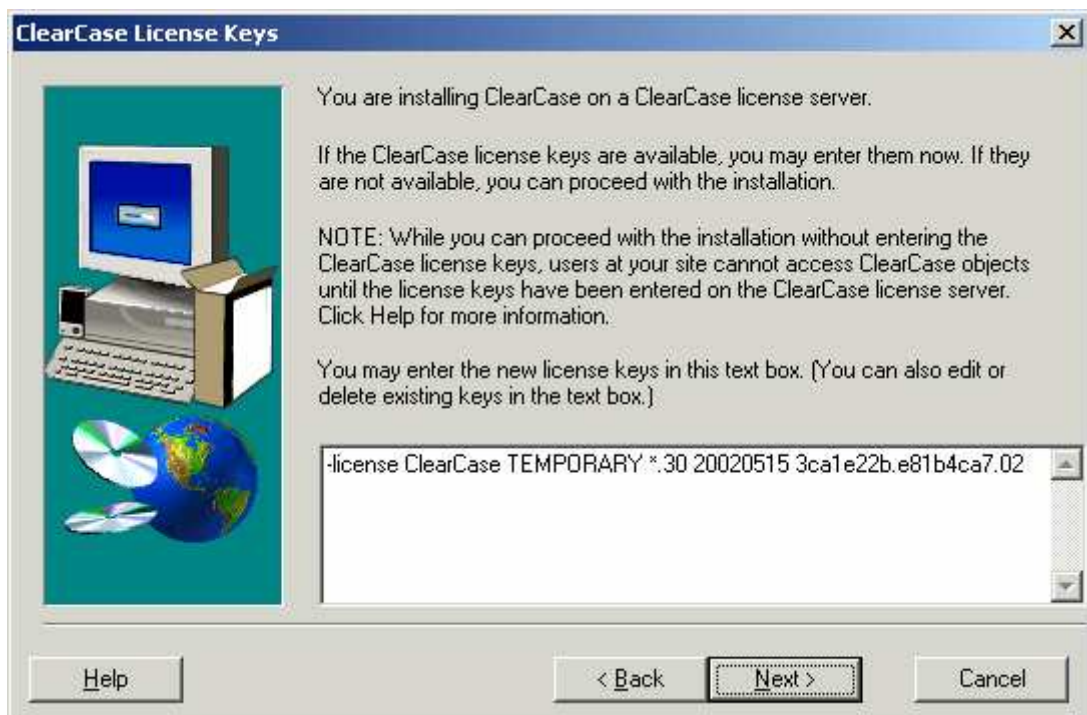 ClearCase License Keys
You are installing ClearCase on a ClearCase license server.
If the ClearCase license keys are available, you may enter them now. If they
are not available, you can proceed with the installation.
NOTE: While you can proceed with the installation without entering the
ClearCase license keys, users at your site cannot access ClearCase objects
until the license keys have been entered on the ClearCase license server.
Click Help for more information.
You may enter the new license keys in this text box. (You can also edit or
delete existing keys in the text box.)
-license ClearCase TEMPORARY *.30 20020515 3ca1e22b.e81b4ca7.02
Help
< Back
Next >
Cancel